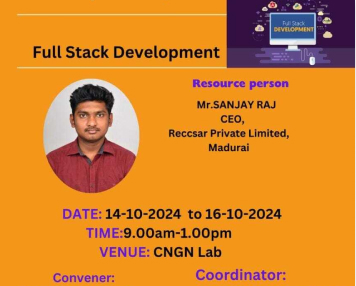 Full Stack
DEVELOPMENT
Full Stack Development
Resource person
Mr.SANJAY RAJ
CEO,
Reccsar Private Limited,
Madurai
DATE: 14-10-2024 to 16-10-2024
TIME:9.00am-1.00pm
VENUE: CNGN Lab
Convener:
Coordinator: